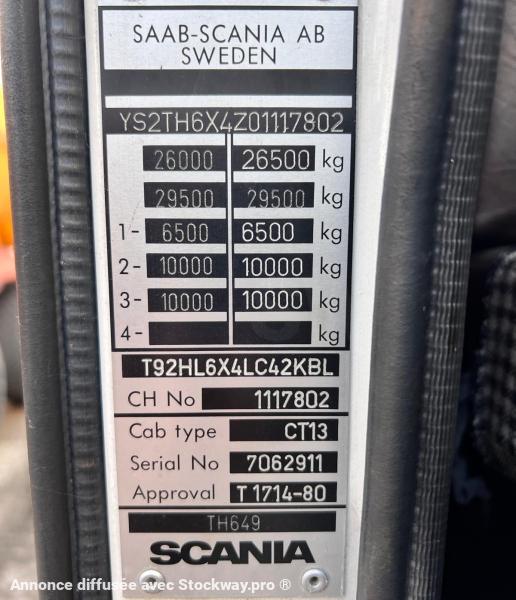 SAAB-SCANIA AB
SWEDEN
YS2TH6X4Z01117802
26000 26500 kg
29500 29500 kg
1- 6500 6500 kg
2- 10000 10000 kg
3- 10000 10000 kg
4- kg
T92HL6X4LC42KBL
CH No 1117802
Cab type CT13
Serial No 7062911
Approval T1714-80
TH649
SCANIA
Annonce diffusée avec Stockway.pro ®